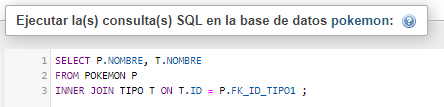 Ejecutar la(s) consulta(s) SQL en la base de datos pokemon:
1 SELECT P.NOMBRE, T.NOMBRE
2 FROM POKEMON P
3 INNER JOIN TIPO T ON T.ID = P.FK_ID_TIPO1 ;